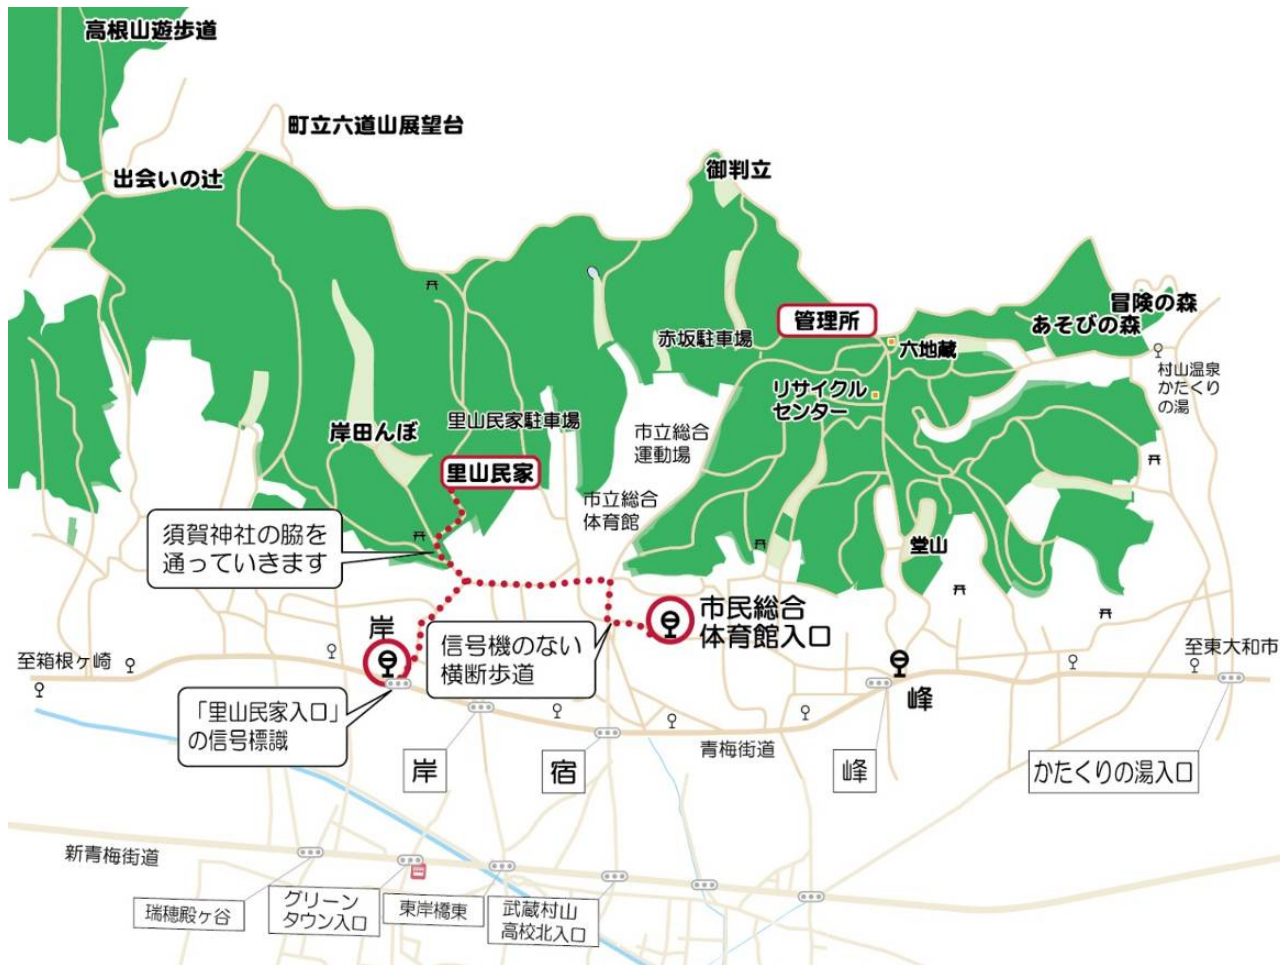 高根山遊歩道
町立六道山展望台
出会いの辻
御判立
冒険の森
あそびの森
管理所
赤坂駐車場
六地蔵
村山温泉
かたくり
の湯
リサイクル
センター
里山民家駐車場
岸田んぼ
市立総合
運動場
里山民家
市立総合
体育館
須賀神社の脇を
通っていきます
堂山
市民総合
体育館入口
岸
信号機のない
横断歩道
至箱根ヶ崎
至東大和市
峰
「里山民家入口」
の信号標識
青梅街道
岸
宿
峰
かたくりの湯入口
新青梅街道
瑞穂殿ヶ谷
グリーン
タウン入口
東岸橋東
武蔵村山
高校北入口